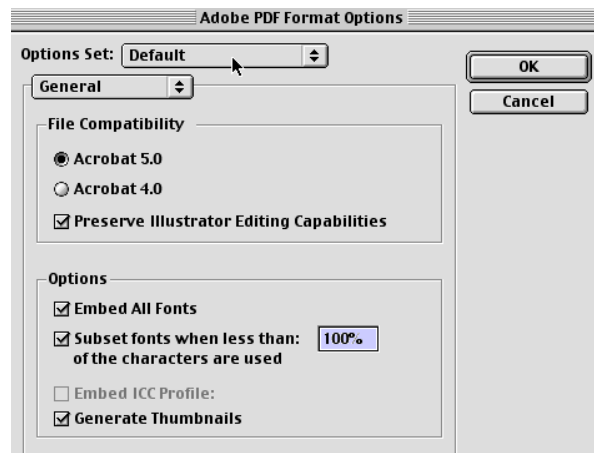 Adobe PDF Format Options
Options Set: Default
OK
General
Cancel
File Compatibility
Acrobat 5.0
Acrobat 4.0
Preserve Illustrator Editing Capabilities
Options
Embed All Fonts
Subset fonts when less than: 100%
of the characters are used
Embed ICC Profile:
Generate Thumbnails